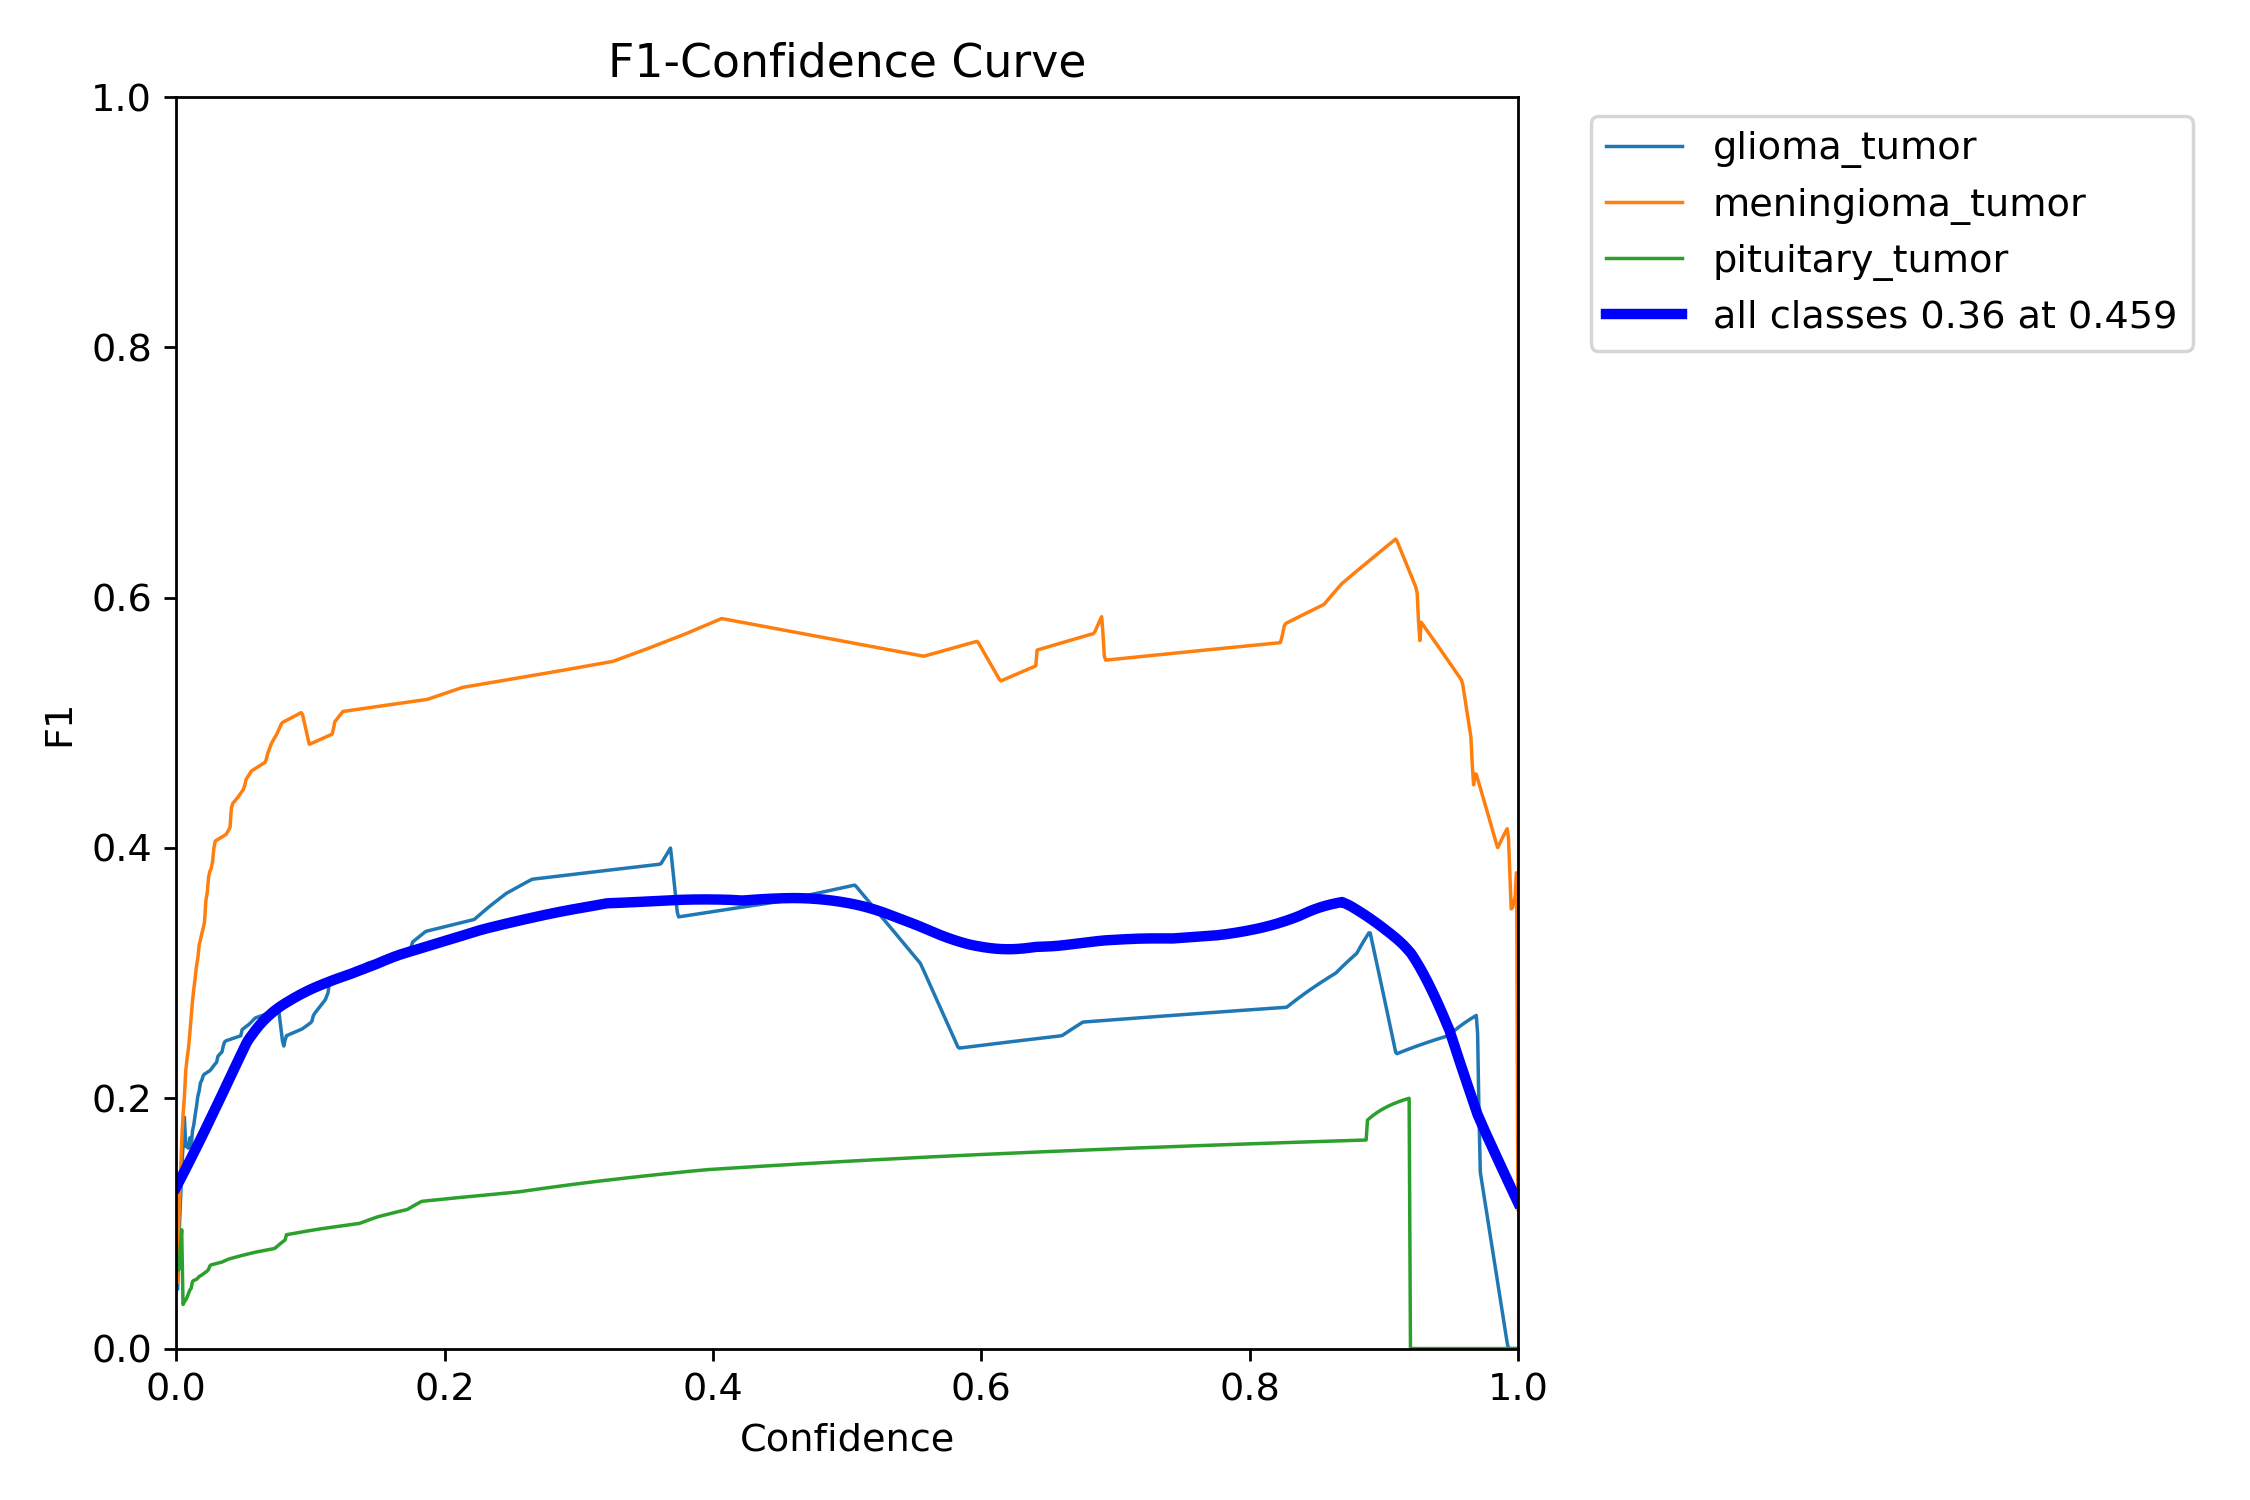 F1-Confidence Curve
1.0
0.8
0.6
0.4
0.2
0.0
F1
0.0 0.2 0.4 0.6 0.8 1.0
Confidence
glioma_tumor
meningioma_tumor
pituitary_tumor
all classes 0.36 at 0.459